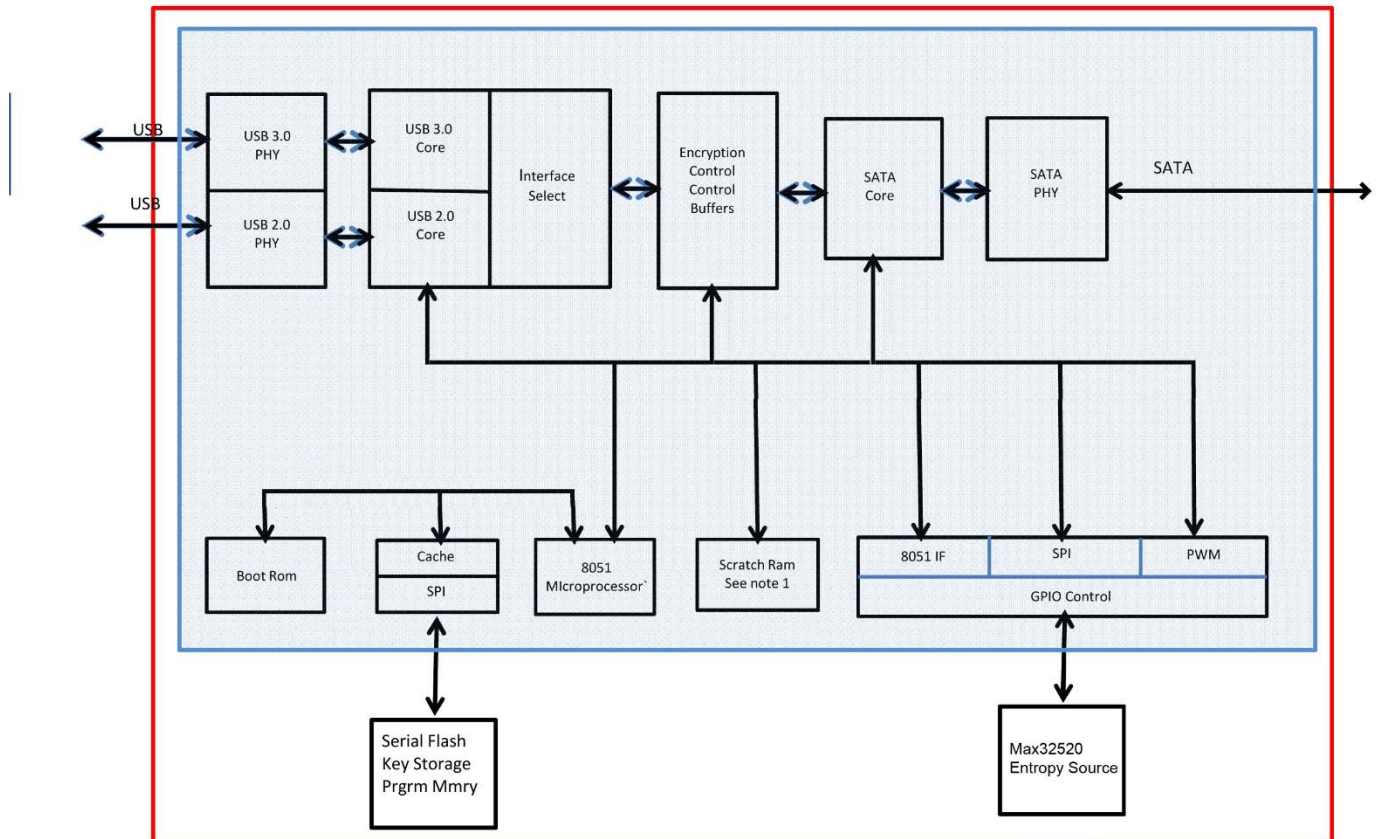 USB
USB 3.0
PHY
USB 3.0
Core
Interface
Select
Encryption
Control
Control
Buffers
SATA
Core
SATA
PHY
SATA
USB
USB 2.0
PHY
USB 2.0
Core
Boot Rom
Cache
SPI
8051
MIcroprocessor`
Scratch Ram
See note 1
8051 IF
SPI
PWM
GPIO Control
Serial Flash
Key Storage
Prgrm Mmry
Max32520
Entropy Source